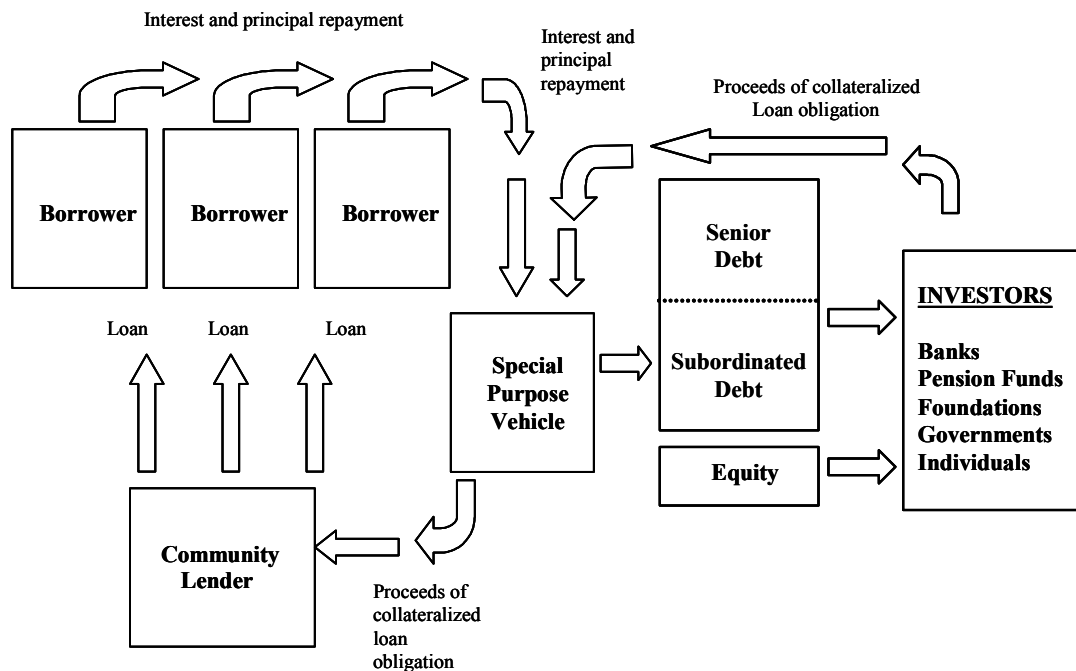 Interest and principal repayment
Interest and
principal
repayment
Proceeds of collateralized
Loan obligation
Borrower
Borrower
Borrower
Senior
Debt
Subordinated
Debt
Equity
INVESTORS
Banks
Pension Funds
Foundations
Governments
Individuals
Loan
Loan
Loan
Special
Purpose
Vehicle
Community
Lender
Proceeds of
collateralized
loan
obligation